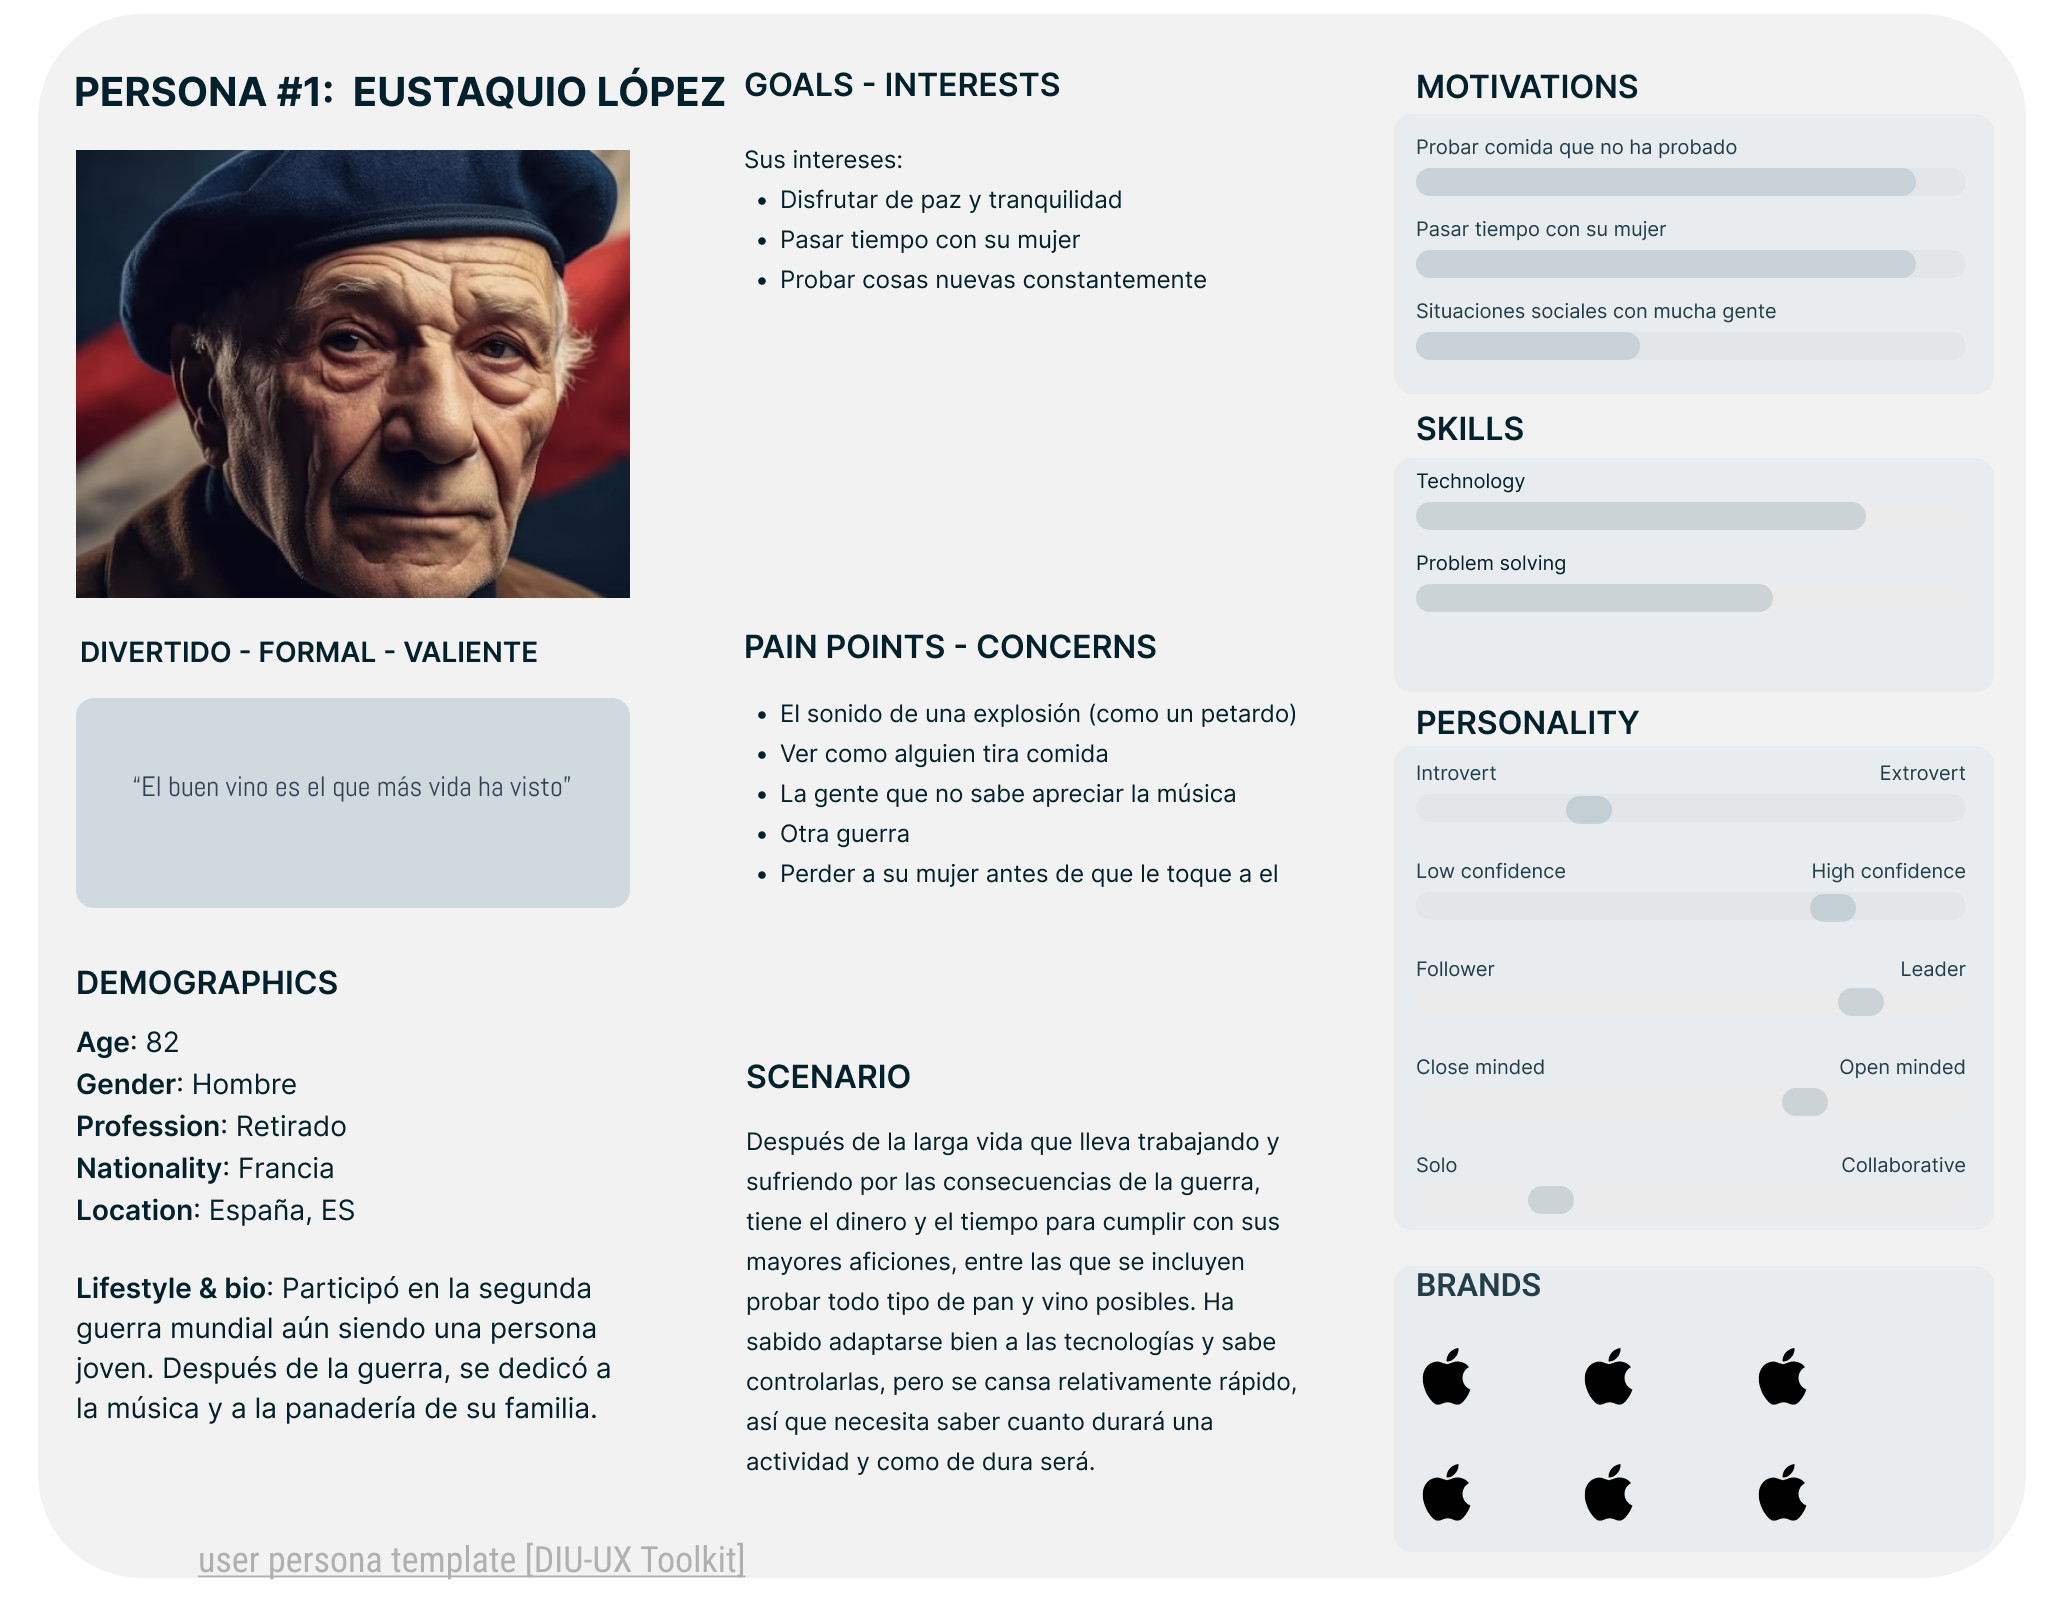 PERSONA #1: EUSTAQUIO LÓPEZ
DIVERTIDO - FORMAL - VALIENTE
“El buen vino es el que más vida ha visto”
DEMOGRAPHICS
Age: 82
Gender: Hombre
Profession: Retirado
Nationality: Francia
Location: España, ES
Lifestyle & bio: Participó en la segunda
guerra mundial aún siendo una persona
joven. Después de la guerra, se dedicó a
la música y a la panadería de su familia.
GOALS - INTERESTS
Sus intereses:
• Disfrutar de paz y tranquilidad
• Pasar tiempo con su mujer
• Probar cosas nuevas constantemente
PAIN POINTS - CONCERNS
• El sonido de una explosión (como un petardo)
• Ver como alguien tira comida
• La gente que no sabe apreciar la música
• Otra guerra
• Perder a su mujer antes de que le toque a el
SCENARIO
Después de la larga vida que lleva trabajando y
sufriendo por las consecuencias de la guerra,
tiene el dinero y el tiempo para cumplir con sus
mayores aficiones, entre las que se incluyen
probar todo tipo de pan y vino posibles. Ha
sabido adaptarse bien a las tecnologías y sabe
controlarlas, pero se cansa relativamente rápido,
así que necesita saber cuanto durará una
actividad y como de dura será.
MOTIVATIONS
Probar comida que no ha probado
Pasar tiempo con su mujer
Situaciones sociales con mucha gente
SKILLS
Technology
Problem solving
PERSONALITY
Introvert Extrovert
Low confidence High confidence
Follower Leader
Close minded Open minded
Solo Collaborative
BRANDS
user persona template [DIU-UX Toolkit]